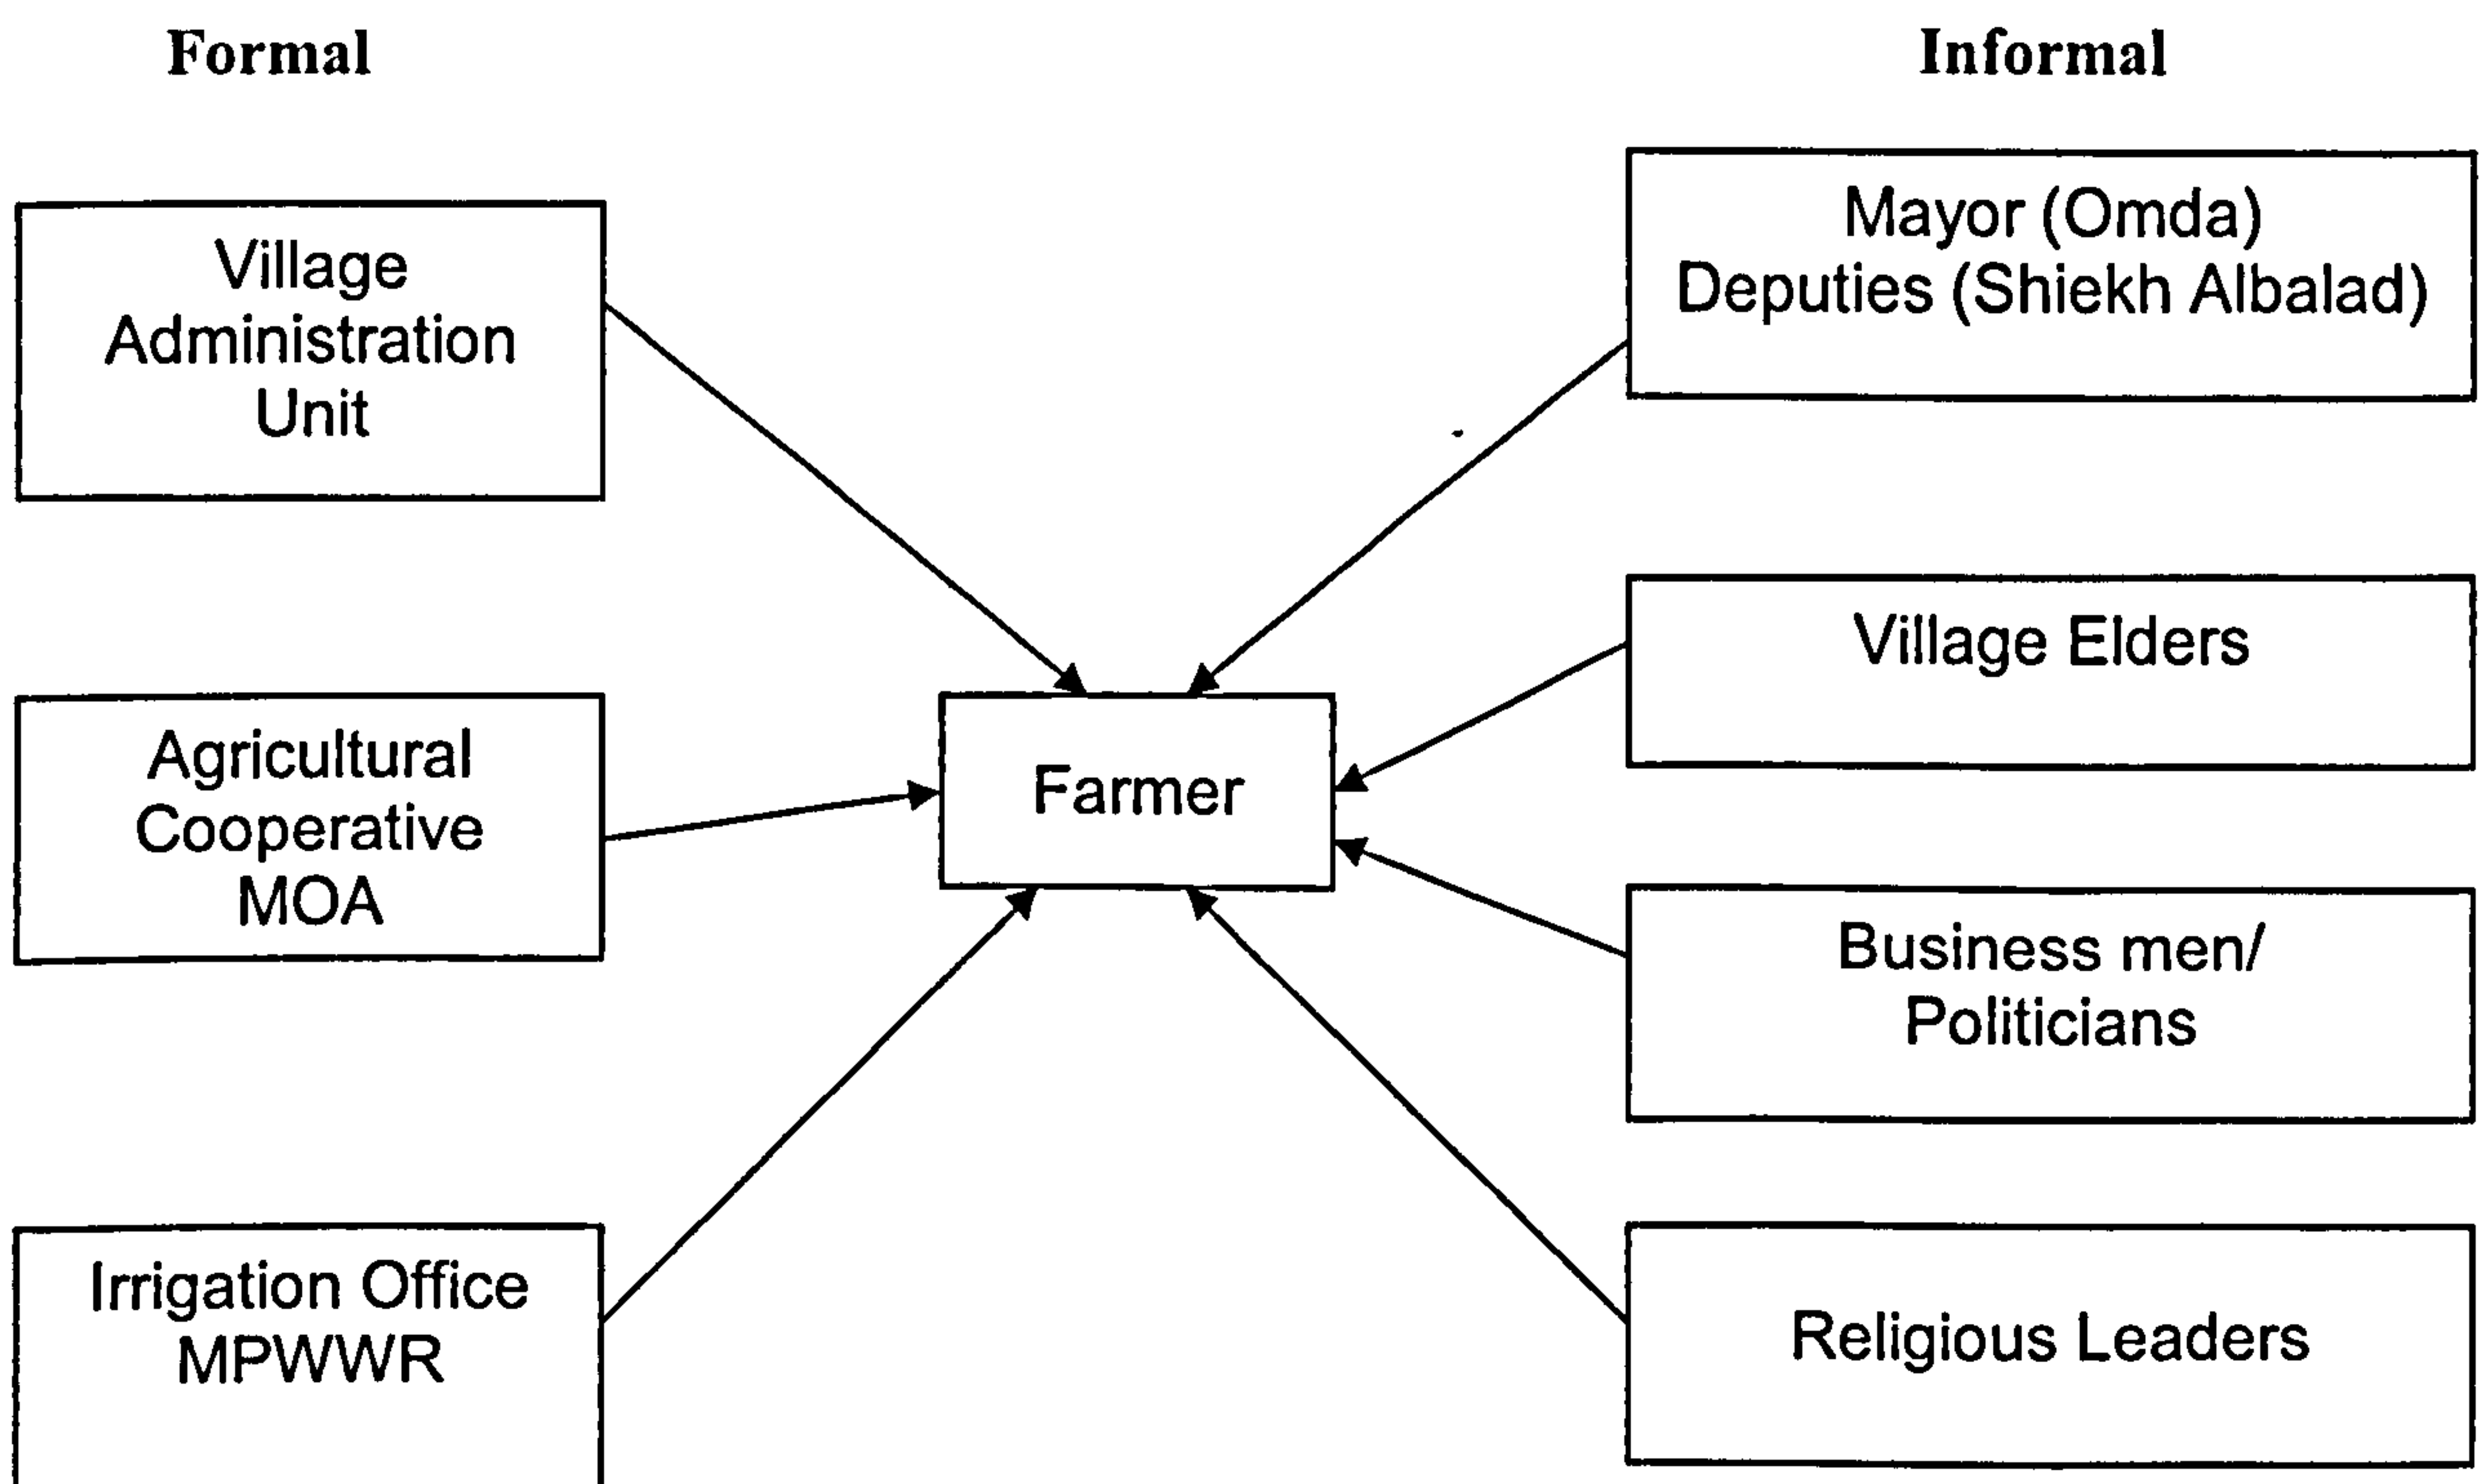 Formal
Informal
Village
Administration
Unit
Agricultural
Cooperative
MOA
Irrigation Office
MPWWR
Farmer
Mayor (Omda)
Deputies (Shiekh Albalad)
Village Elders
Business men/
Politicians
Religious Leaders